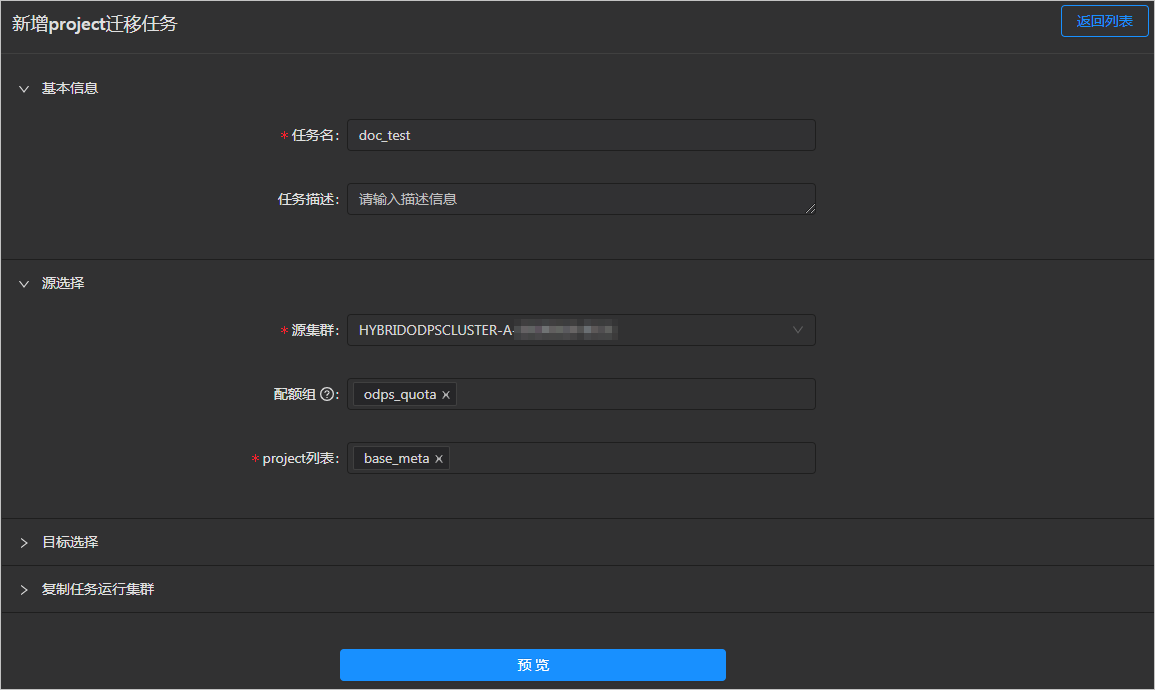 新增project迁移任务
返回列表
基本信息
* 任务名: doc_test
任务描述: 请输入描述信息
源选择
* 源集群: HYBRIDODPSCLUSTER-A-
配额组 ?: odps_quota ×
* project列表: base_meta ×
目标选择
复制任务运行集群
预 览